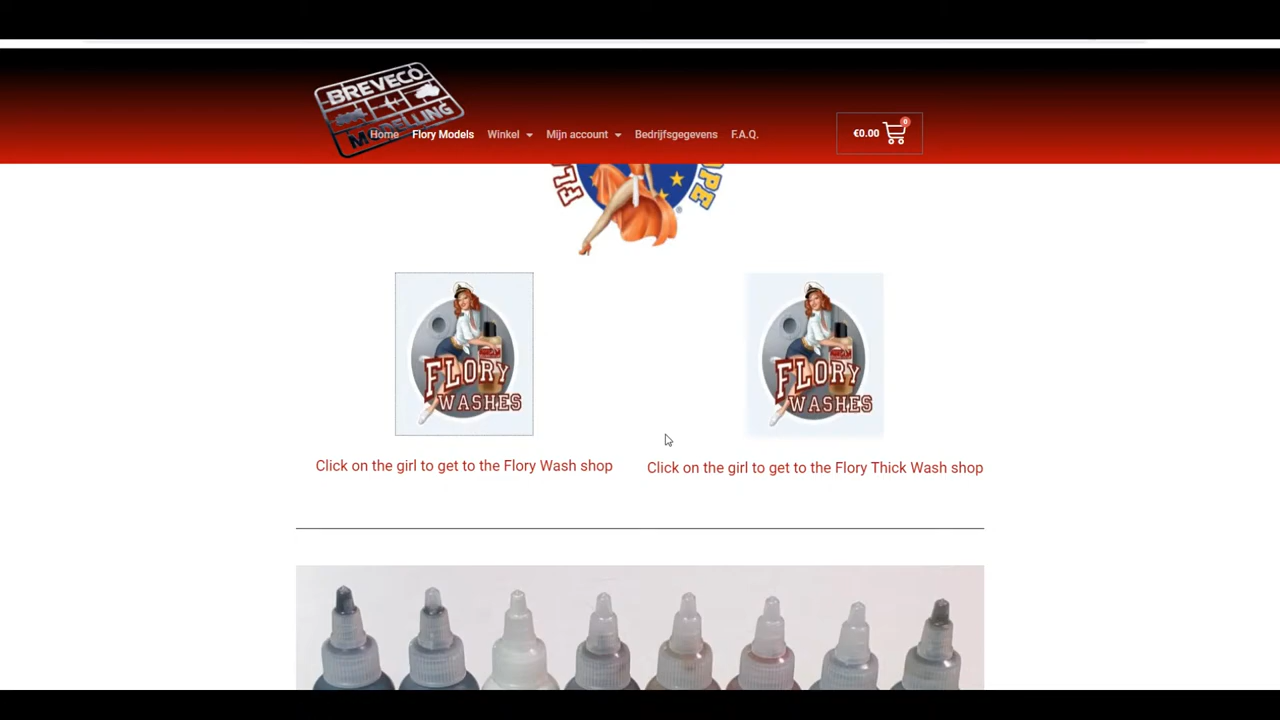 BREVECO
MODELLING
Home Flory Models Winkel Mijn account Bedrijfsgegevens F.A.Q. €0.00 0
FL OPE
FLORY
WASHES
FLORY
WASHES
Click on the girl to get to the Flory Wash shop
Click on the girl to get to the Flory Thick Wash shop